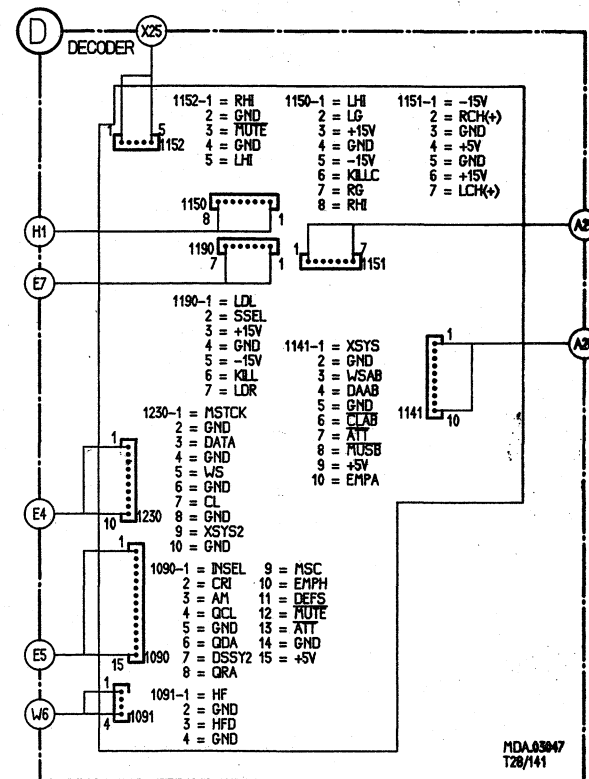 D
DECODER
X25
1 5
1152
1152-1 = RHI
2 = GND
3 = MUTE
4 = GND
5 = LHI
1150-1 = LHI
2 = LG
3 = +15V
4 = GND
5 = -15V
6 = KILLC
7 = RG
8 = RHI
1151-1 = -15V
2 = RCH(+)
3 = GND
4 = +5V
5 = GND
6 = +15V
7 = LCH(+)
1150
8 1
H1
1190
7 1
1 7
1151
E7
1190-1 = LDL
2 = SSEL
3 = +15V
4 = GND
5 = -15V
6 = KILL
7 = LDR
1141-1 = XSYS
2 = GND
3 = WSAB
4 = DAAB
5 = GND
6 = CLAB
7 = ATT
8 = MUSB
9 = +5V
10 = EMPA
1
1141
10
1230-1 = MSTCK
2 = GND
3 = DATA
4 = GND
5 = WS
6 = GND
7 = CL
8 = GND
9 = XSYS2
10 = GND
1
E4
10 1230
1090-1 = INSEL
2 = CRI
3 = AM
4 = QCL
5 = GND
6 = QDA
7 = DSSY2
8 = QRA
9 = MSC
10 = EMPH
11 = DEFS
12 = MUTE
13 = ATT
14 = GND
15 = +5V
1
E5
15 1090
1091-1 = HF
2 = GND
3 = HFD
4 = GND
1
W6
4 1091
MDA.03047
T28/141